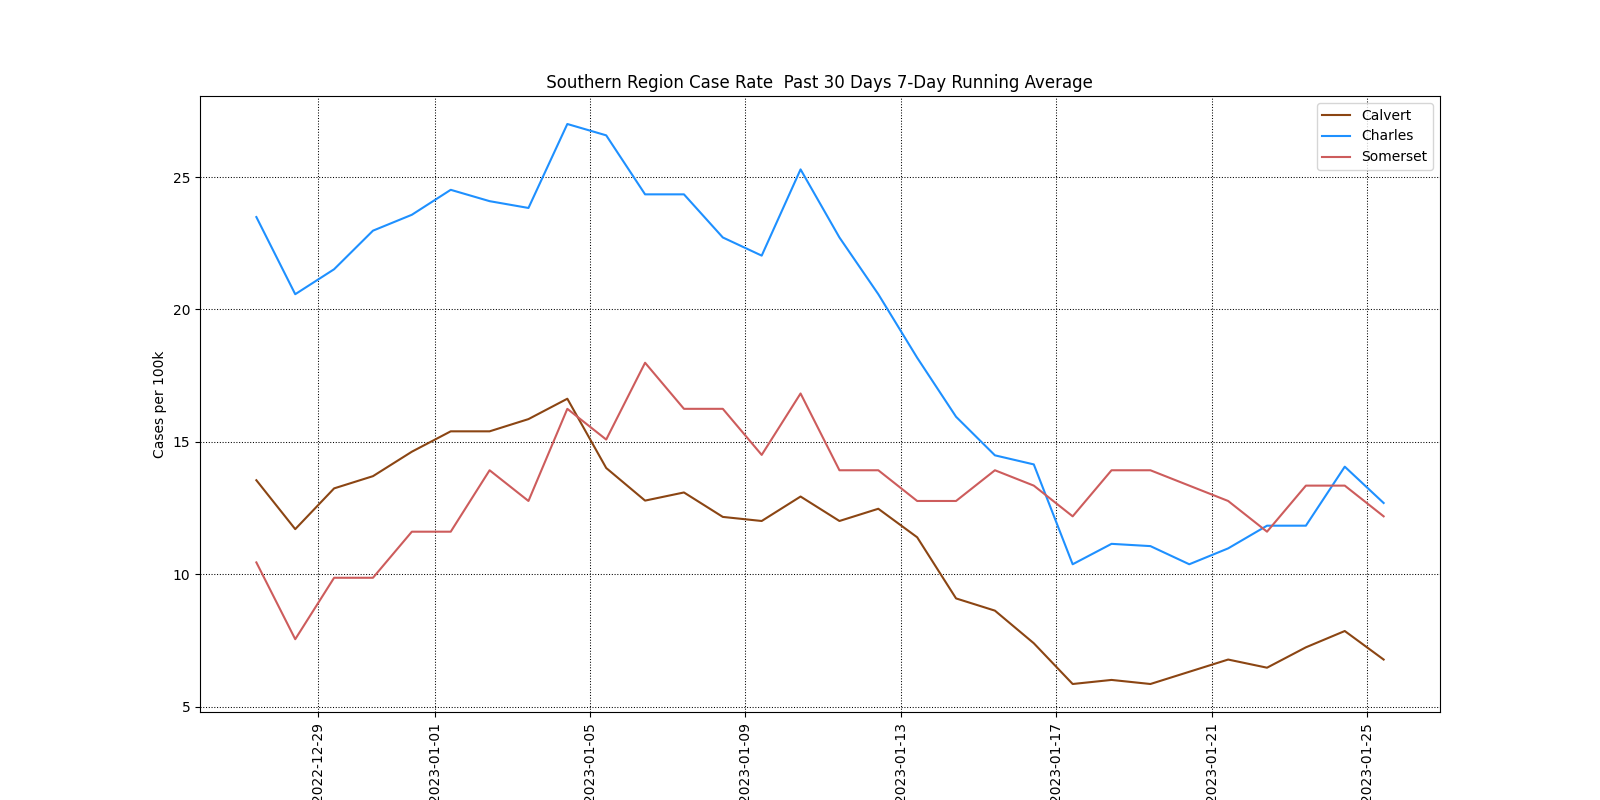 Southern Region Case Rate  Past 30 Days 7-Day Running Average
Calvert
Charles
Somerset
Cases per 100k
25
20
15
10
5
2022-12-29
2023-01-01
2023-01-05
2023-01-09
2023-01-13
2023-01-17
2023-01-21
2023-01-25